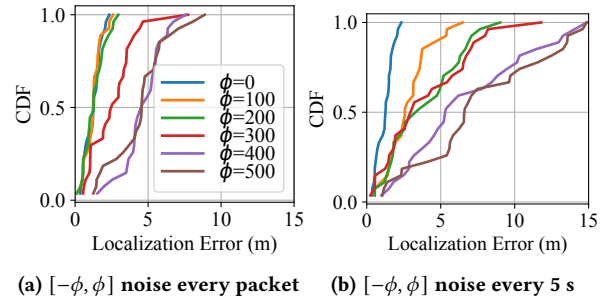 1.0
0.5
0.0
CDF
0
5
10
15
Localization Error (m)
ϕ=0
ϕ=100
ϕ=200
ϕ=300
ϕ=400
ϕ=500
(a) [−ϕ, ϕ] noise every packet
1.0
0.5
0.0
CDF
0
5
10
15
Localization Error (m)
(b) [−ϕ, ϕ] noise every 5 s